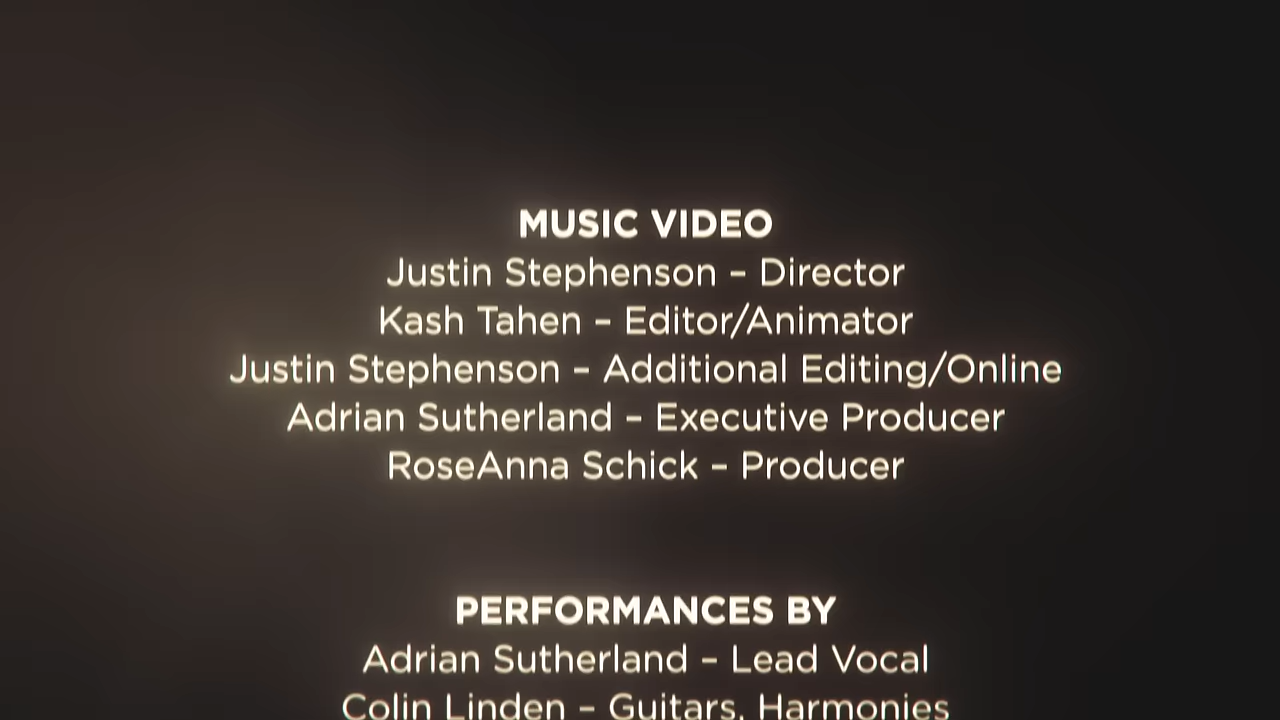 MUSIC VIDEO
Justin Stephenson – Director
Kash Tahen – Editor/Animator
Justin Stephenson – Additional Editing/Online
Adrian Sutherland – Executive Producer
RoseAnna Schick – Producer
PERFORMANCES BY
Adrian Sutherland – Lead Vocal
Colin Linden – Guitars, Harmonies